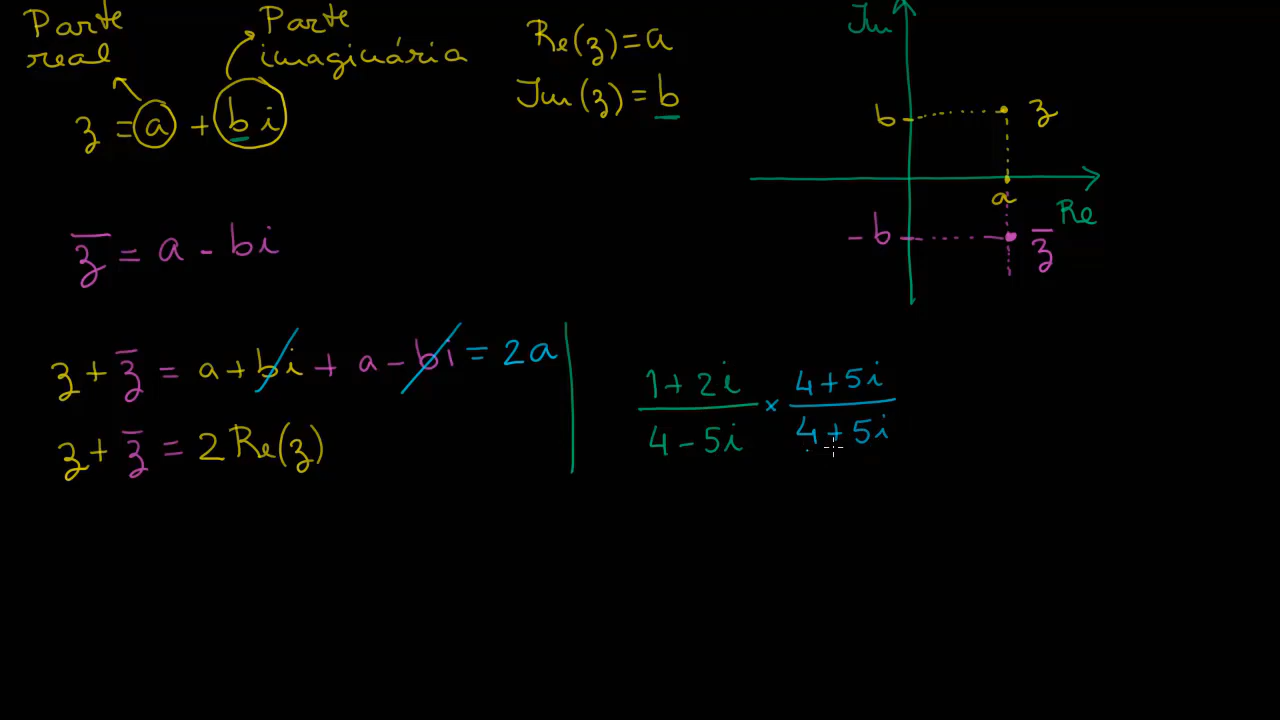 Parte real
Parte imaginária
z = a + bi
Re(z) = a
Im(z) = b
Im
b
z
a
Re
-b
z̅
z̅ = a - bi
z + z̅ = a + bi + a - bi = 2a
z + z̅ = 2 Re(z)
1 + 2i / 4 - 5i × 4 + 5i / 4 + 5i